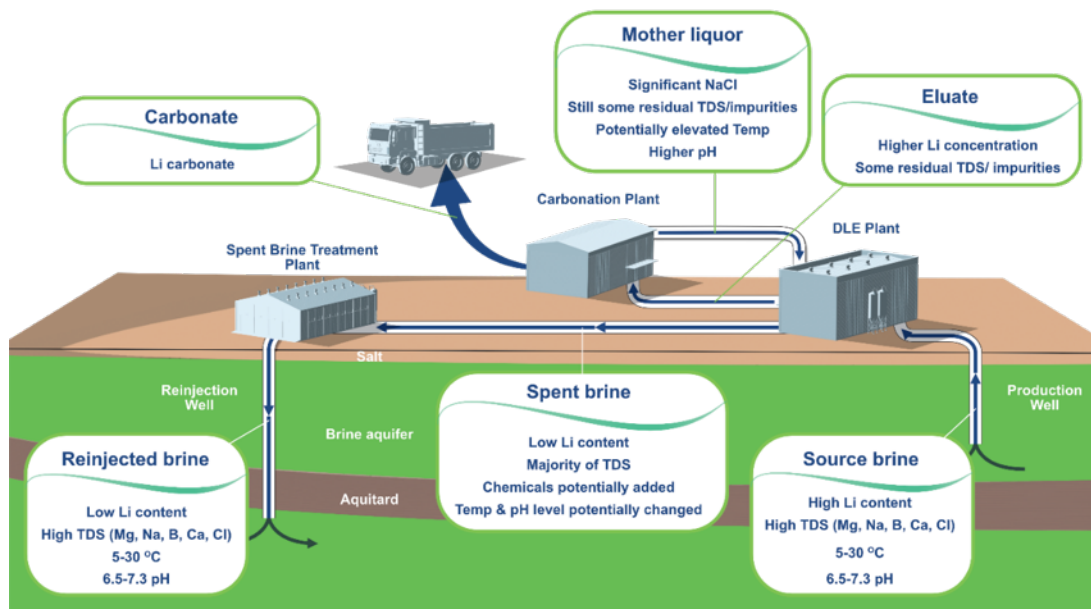 Mother liquor
Significant NaCl
Still some residual TDS/impurities
Potentially elevated Temp
Higher pH
Carbonate
Li carbonate
Eluate
Higher Li concentration
Some residual TDS/ impurities
Carbonation Plant
DLE Plant
Spent Brine Treatment
Plant
Salt
Reinjection
Well
Production
Well
Brine aquifer
Aquitard
Spent brine
Low Li content
Majority of TDS
Chemicals potentially added
Temp & pH level potentially changed
Reinjected brine
Low Li content
High TDS (Mg, Na, B, Ca, Cl)
5-30 ºC
6.5-7.3 pH
Source brine
High Li content
High TDS (Mg, Na, B, Ca, Cl)
5-30 ºC
6.5-7.3 pH